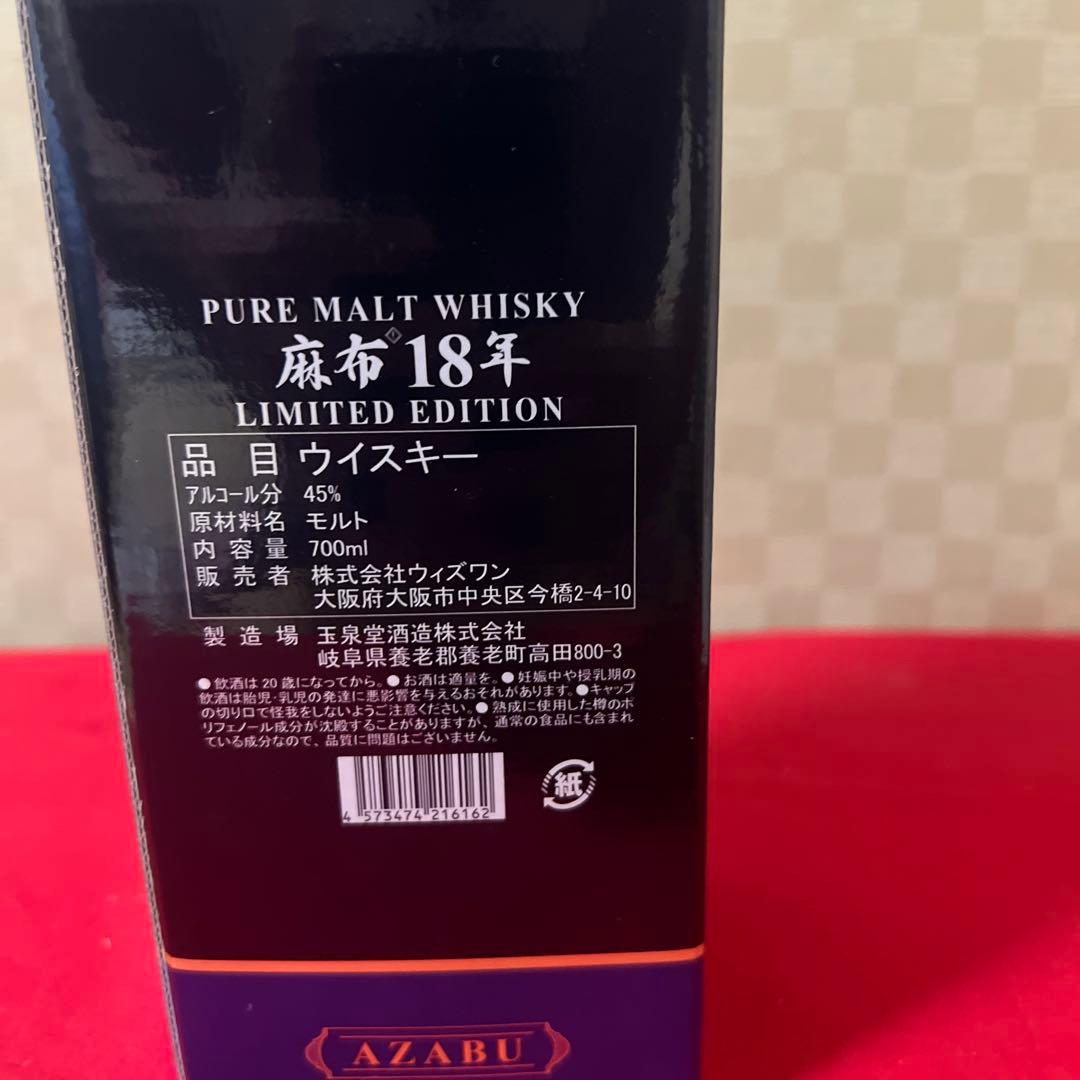 PURE MALT WHISKY
麻布18年
LIMITED EDITION
品目 ウイスキー
アルコール分 45%
原材料名 モルト
内容量 700ml
販売者 株式会社ウィズワン
大阪府大阪市中央区今橋2-4-10
製造場 玉泉堂酒造株式会社
岐阜県養老郡養老町高田800-3
●飲酒は20歳になってから。●お酒は適量を。●妊娠中や授乳期の
飲酒は胎児・乳児の発達に悪影響を与えるおそれがあります。●キャップ
の切り口で怪我をしないようご注意ください。●熟成に使用した樽のポ
リフェノール成分が沈殿することがありますが、通常の食品にも含まれ
ている成分なので、品質に問題はございません。
4 573474 216162
紙
AZABU